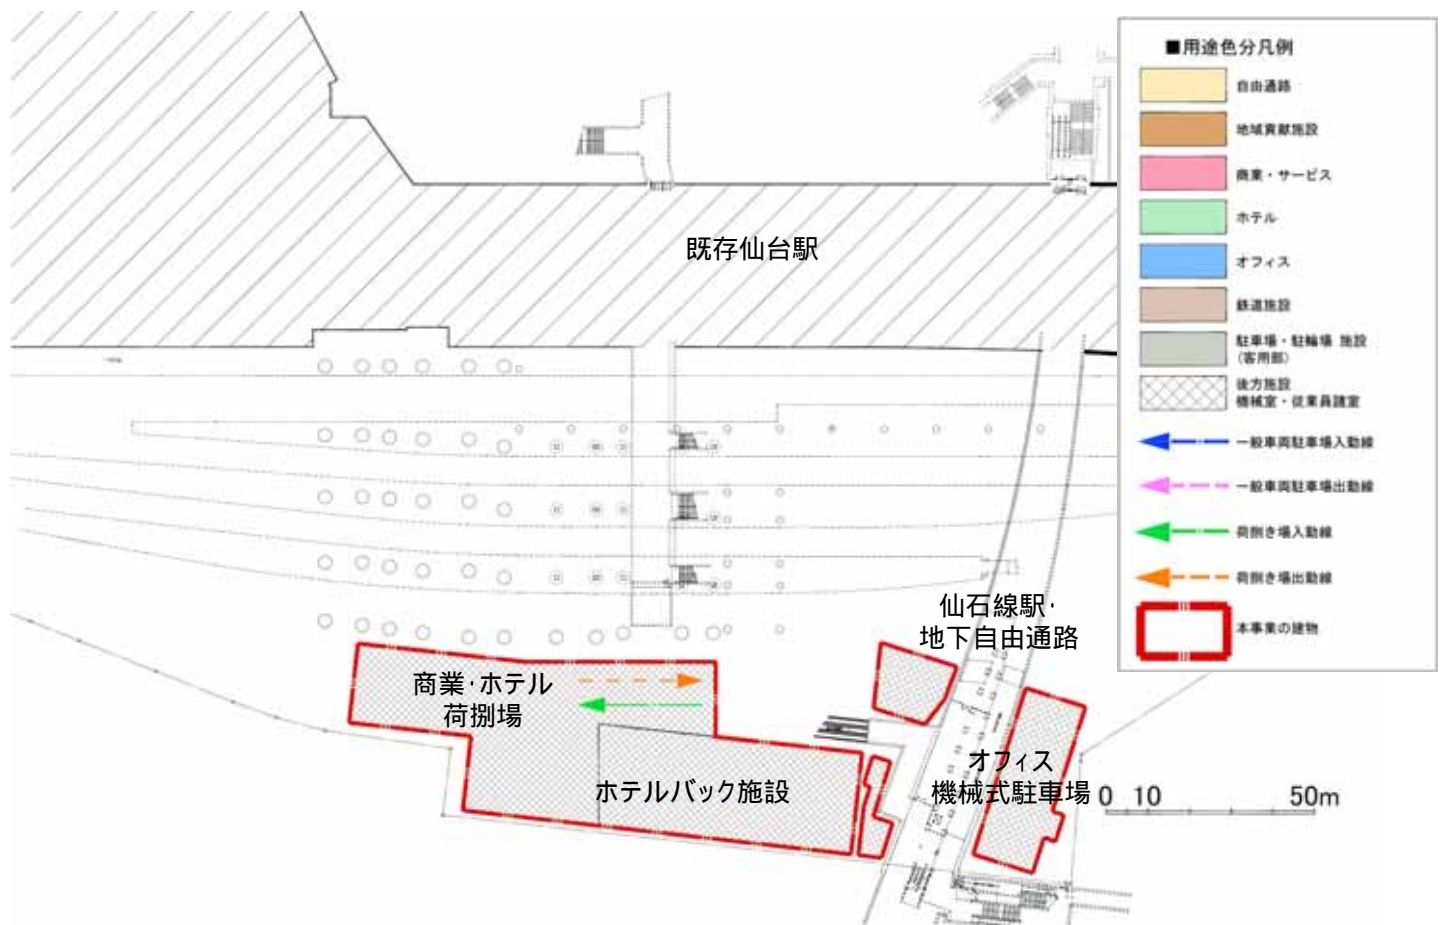 既存仙台駅
仙石線駅・
地下自由通路
商業・ホテル
荷捌場
ホテルバック施設
オフィス
機械式駐車場
0 10 50m
■用途色分凡例
自由通路
地域貢献施設
商業・サービス
ホテル
オフィス
鉄道施設
駐車場・駐輪場 施設
(客用部)
後方施設
機械室・従業員諸室
一般車両駐車場入動線
一般車両駐車場出動線
荷捌き場入動線
荷捌き場出動線
本事業の建物